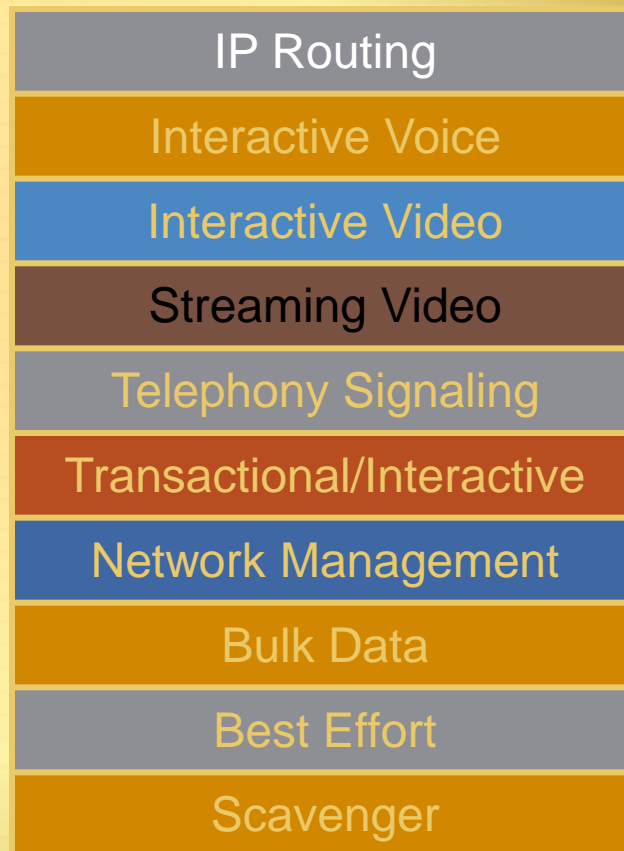 IP Routing
Interactive Voice
Interactive Video
Streaming Video
Telephony Signaling
Transactional/Interactive
Network Management
Bulk Data
Best Effort
Scavenger